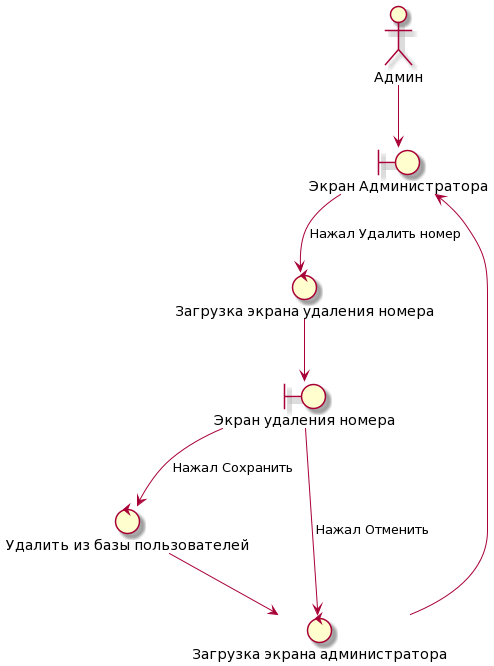 Админ
Экран Администратора
Нажал Удалить номер
Загрузка экрана удаления номера
Экран удаления номера
Нажал Сохранить
Удалить из базы пользователей
Нажал Отменить
Загрузка экрана администратора